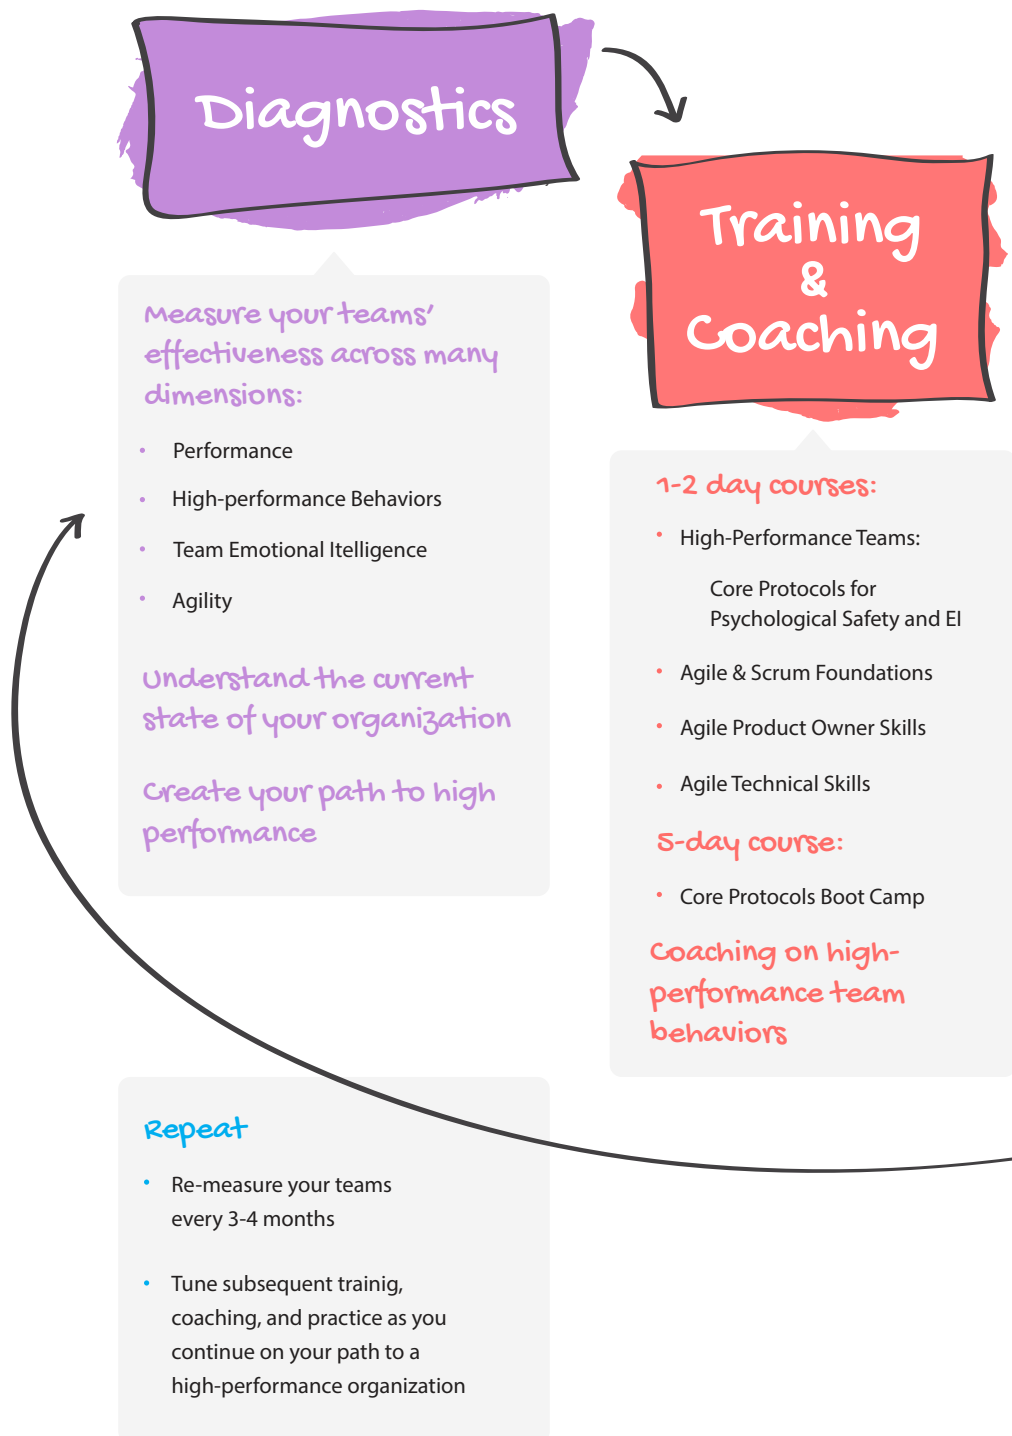 Diagnostics
Measure your teams'
effectiveness across many
dimensions:
• Performance
• High-performance Behaviors
• Team Emotional Itelligence
• Agility
Understand the current
state of your organization
Create your path to high
performance
Training
&
Coaching
1-2 day courses:
• High-Performance Teams:
Core Protocols for
Psychological Safety and EI
• Agile & Scrum Foundations
• Agile Product Owner Skills
• Agile Technical Skills
5-day course:
• Core Protocols Boot Camp
Coaching on high-
performance team
behaviors
Repeat
• Re-measure your teams
every 3-4 months
• Tune subsequent trainig,
coaching, and practice as you
continue on your path to a
high-performance organization